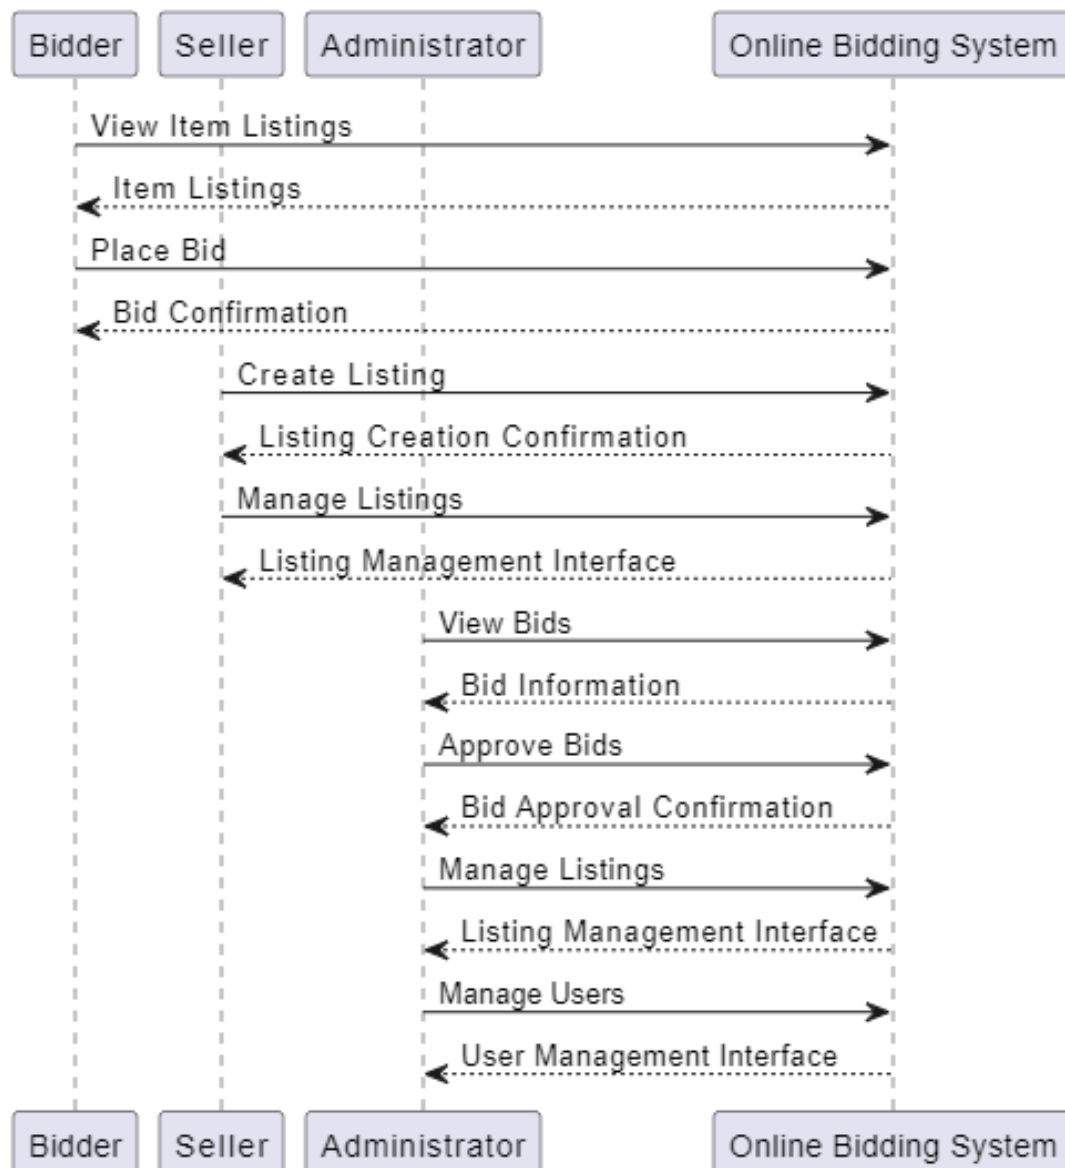 Bidder Seller Administrator Online Bidding System
View Item Listings
Item Listings
Place Bid
Bid Confirmation
Create Listing
Listing Creation Confirmation
Manage Listings
Listing Management Interface
View Bids
Bid Information
Approve Bids
Bid Approval Confirmation
Manage Listings
Listing Management Interface
Manage Users
User Management Interface
Bidder Seller Administrator Online Bidding System